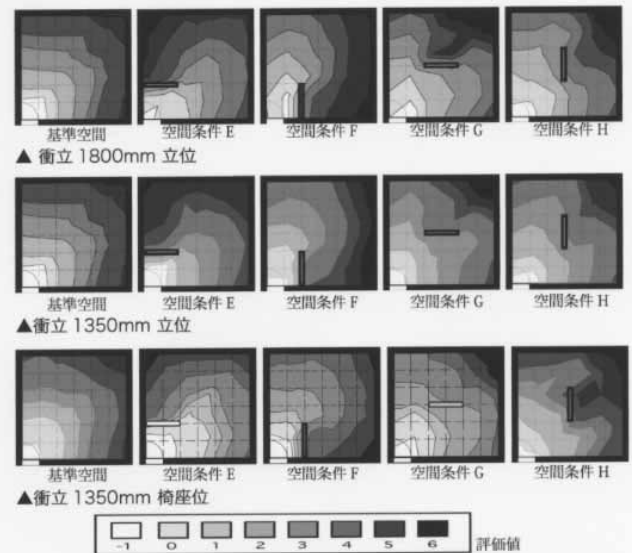 基準空間 空間条件 E 空間条件 F 空間条件 G 空間条件 H
▲ 衝立 1800mm 立位
基準空間 空間条件 E 空間条件 F 空間条件 G 空間条件 H
▲衝立 1350mm 立位
基準空間 空間条件 E 空間条件 F 空間条件 G 空間条件 H
▲衝立 1350mm 椅座位
-1 0 1 2 3 4 5 6 評価値